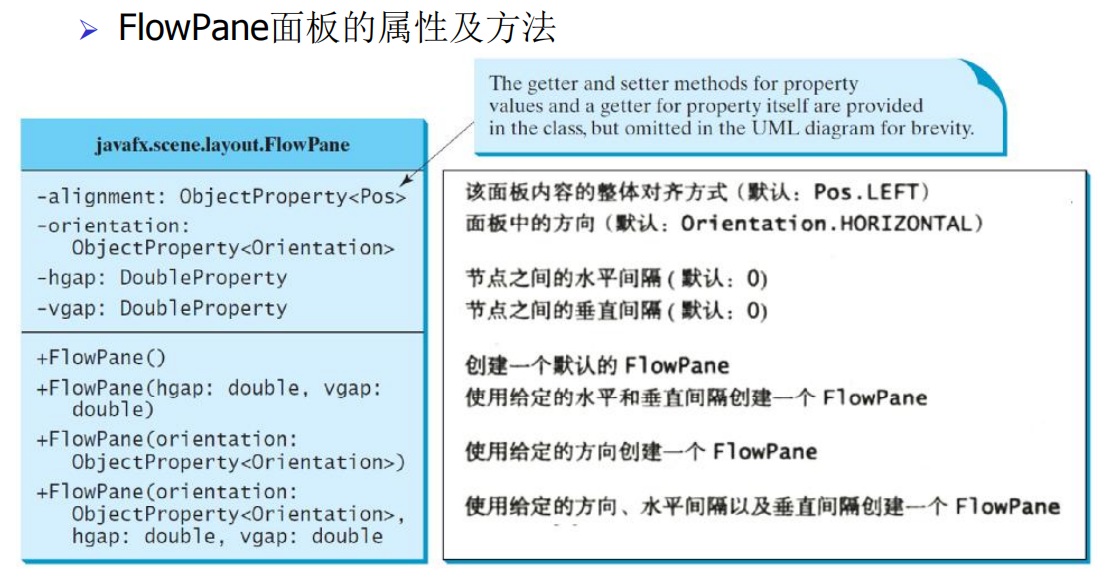 ➢ FlowPane面板的属性及方法
The getter and setter methods for property
values and a getter for property itself are provided
in the class, but omitted in the UML diagram for brevity.
javafx.scene.layout.FlowPane
-alignment: ObjectProperty<Pos>
该面板内容的整体对齐方式(默认: Pos.LEFT)
-orientation:
ObjectProperty<Orientation>
面板中的方向(默认: Orientation.HORIZONTAL)
-hgap: DoubleProperty
节点之间的水平间隔(默认: 0)
-vgap: DoubleProperty
节点之间的垂直间隔(默认: 0)
+FlowPane()
创建一个默认的 FlowPane
+FlowPane(hgap: double, vgap:
double)
使用给定的水平和垂直间隔创建一个 FlowPane
+FlowPane(orientation:
ObjectProperty<Orientation>)
使用给定的方向创建一个 FlowPane
+FlowPane(orientation:
ObjectProperty<Orientation>,
hgap: double, vgap: double
使用给定的方向、水平间隔以及垂直间隔创建一个 FlowPane